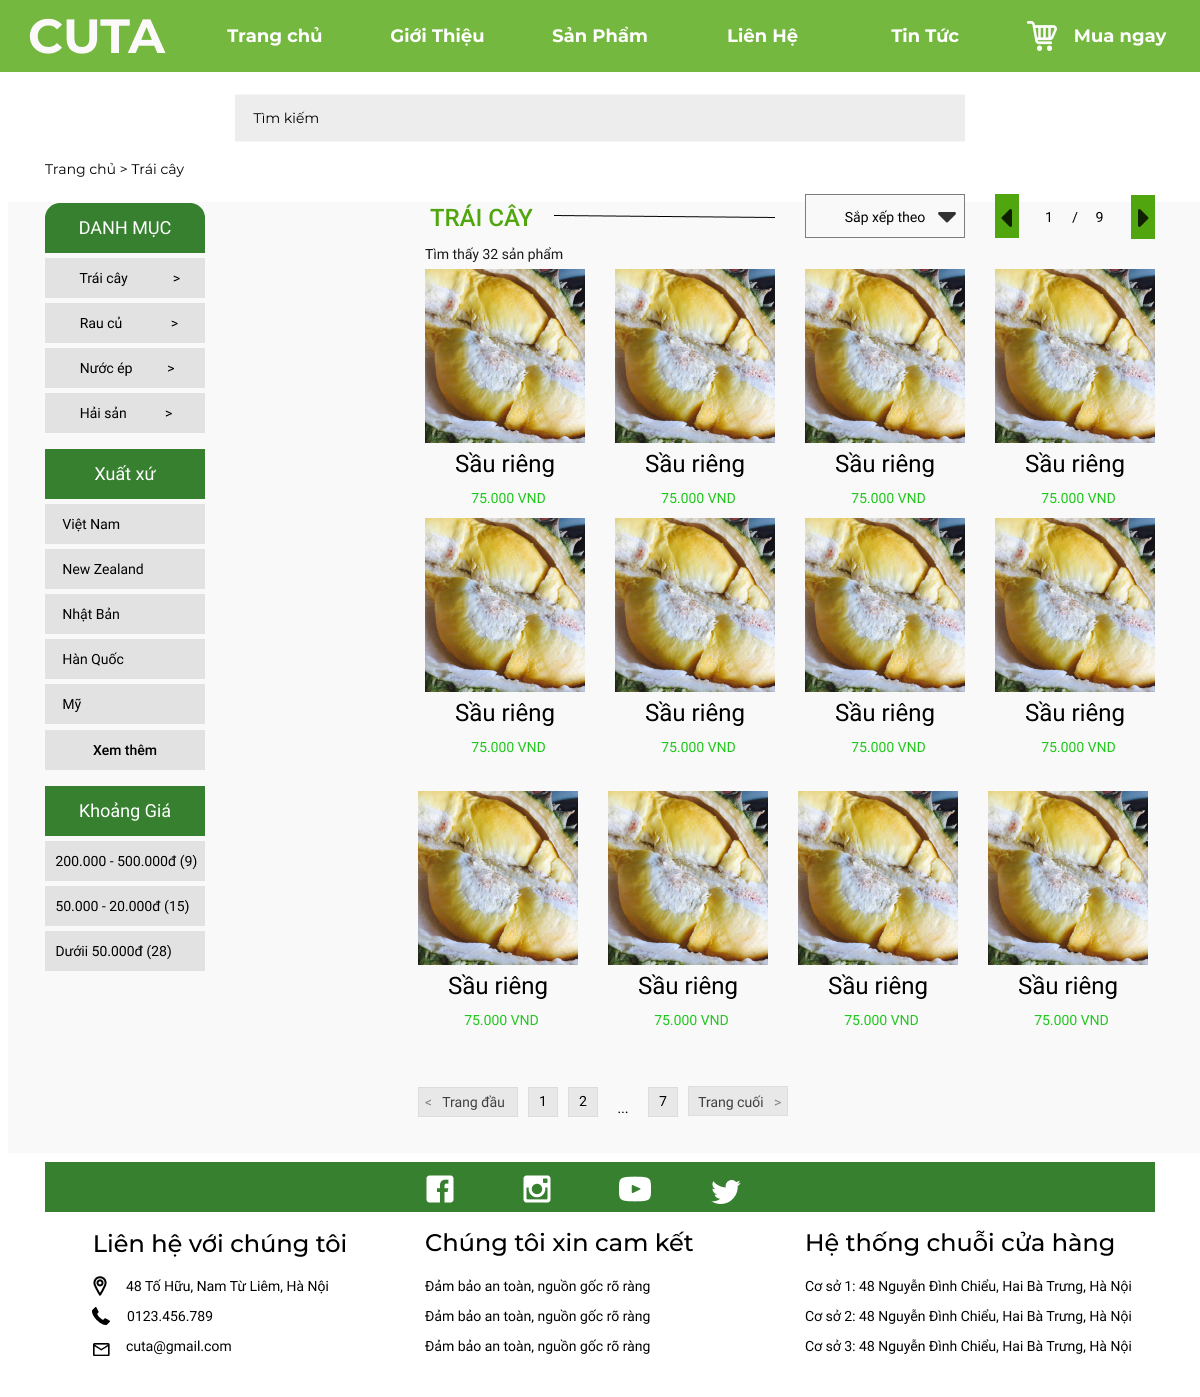 CUTA
Trang chủ
Giới Thiệu
Sản Phẩm
Liên Hệ
Tin Tức
Mua ngay
Tìm kiếm
Trang chủ > Trái cây
DANH MỤC
Trái cây >
Rau củ >
Nước ép >
Hải sản >
Xuất xứ
Việt Nam
New Zealand
Nhật Bản
Hàn Quốc
Mỹ
Xem thêm
Khoảng Giá
200.000 - 500.000đ (9)
50.000 - 20.000đ (15)
Dướii 50.000đ (28)
TRÁI CÂY
Sắp xếp theo
1 / 9
Tìm thấy 32 sản phẩm
Sầu riêng Sầu riêng Sầu riêng Sầu riêng
75.000 VND 75.000 VND 75.000 VND 75.000 VND
Sầu riêng Sầu riêng Sầu riêng Sầu riêng
75.000 VND 75.000 VND 75.000 VND 75.000 VND
Sầu riêng Sầu riêng Sầu riêng Sầu riêng
75.000 VND 75.000 VND 75.000 VND 75.000 VND
< Trang đầu 1 2 ... 7 Trang cuối >
Liên hệ với chúng tôi
48 Tố Hữu, Nam Từ Liêm, Hà Nội
0123.456.789
cuta@gmail.com
Chúng tôi xin cam kết
Đảm bảo an toàn, nguồn gốc rõ ràng
Đảm bảo an toàn, nguồn gốc rõ ràng
Đảm bảo an toàn, nguồn gốc rõ ràng
Hệ thống chuỗi cửa hàng
Cơ sở 1: 48 Nguyễn Đình Chiểu, Hai Bà Trưng, Hà Nội
Cơ sở 2: 48 Nguyễn Đình Chiểu, Hai Bà Trưng, Hà Nội
Cơ sở 3: 48 Nguyễn Đình Chiểu, Hai Bà Trưng, Hà Nội